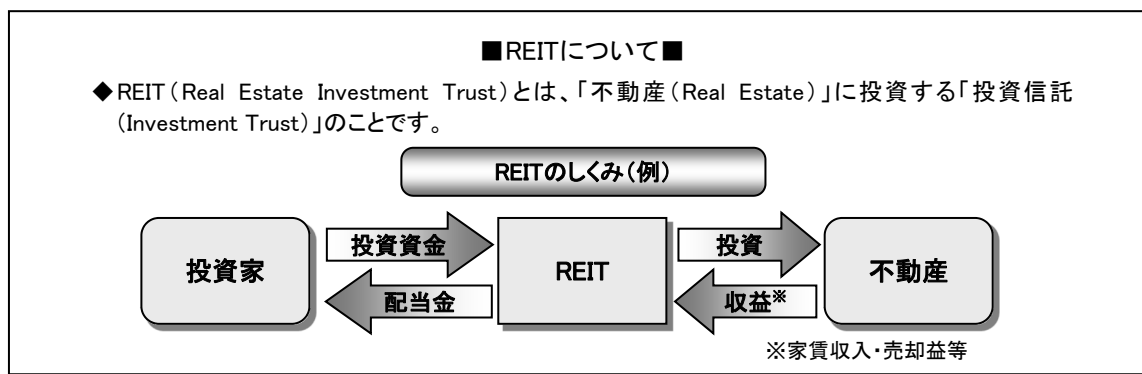 ■REITについて■
◆REIT(Real Estate Investment Trust)とは、「不動産(Real Estate)」に投資する「投資信託
(Investment Trust)」のことです。
REITのしくみ(例)
投資家
投資資金
配当金
REIT
投資
収益※
不動産
※家賃収入・売却益等